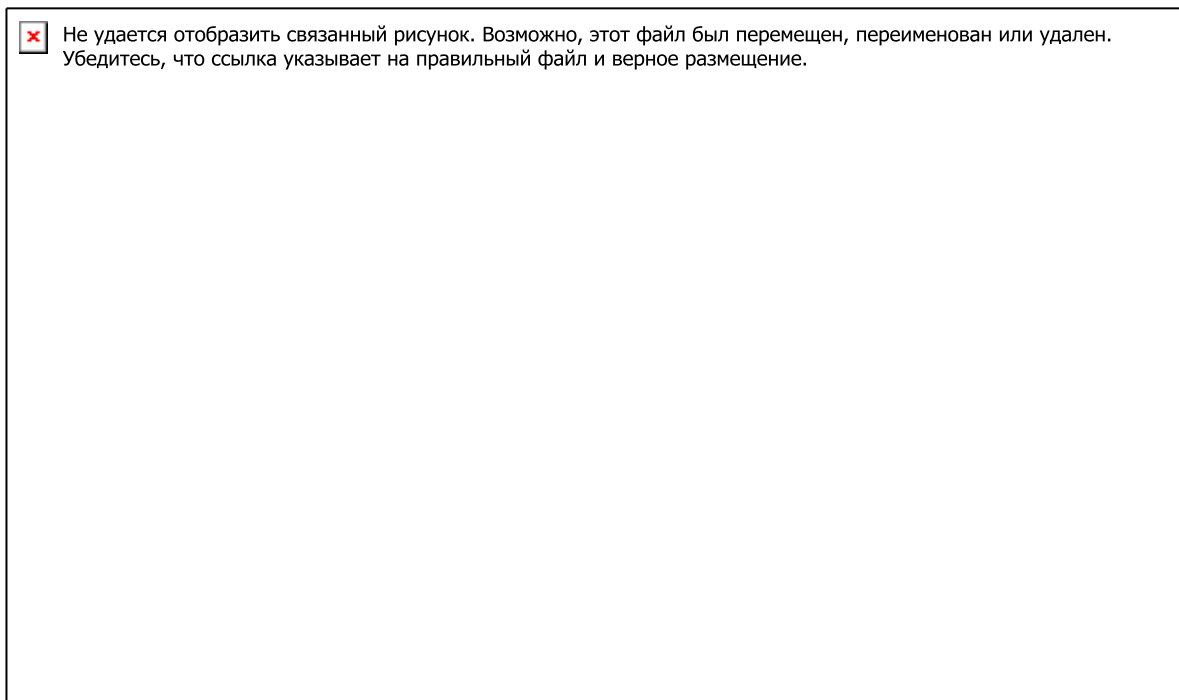 Не удается отобразить связанный рисунок. Возможно, этот файл был перемещен, переименован или удален.
Убедитесь, что ссылка указывает на правильный файл и верное размещение.